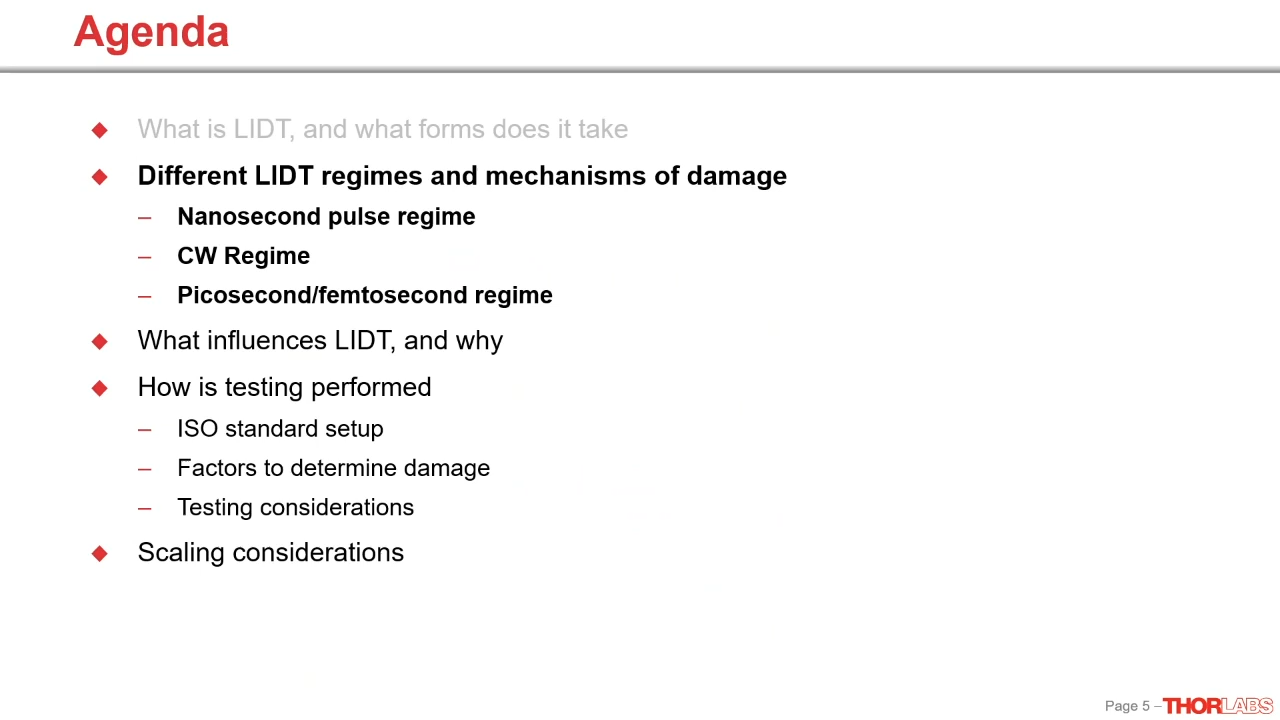 Agenda
What is LIDT, and what forms does it take
Different LIDT regimes and mechanisms of damage
– Nanosecond pulse regime
– CW Regime
– Picosecond/femtosecond regime
What influences LIDT, and why
How is testing performed
– ISO standard setup
– Factors to determine damage
– Testing considerations
Scaling considerations
Page 5 – THORLABS